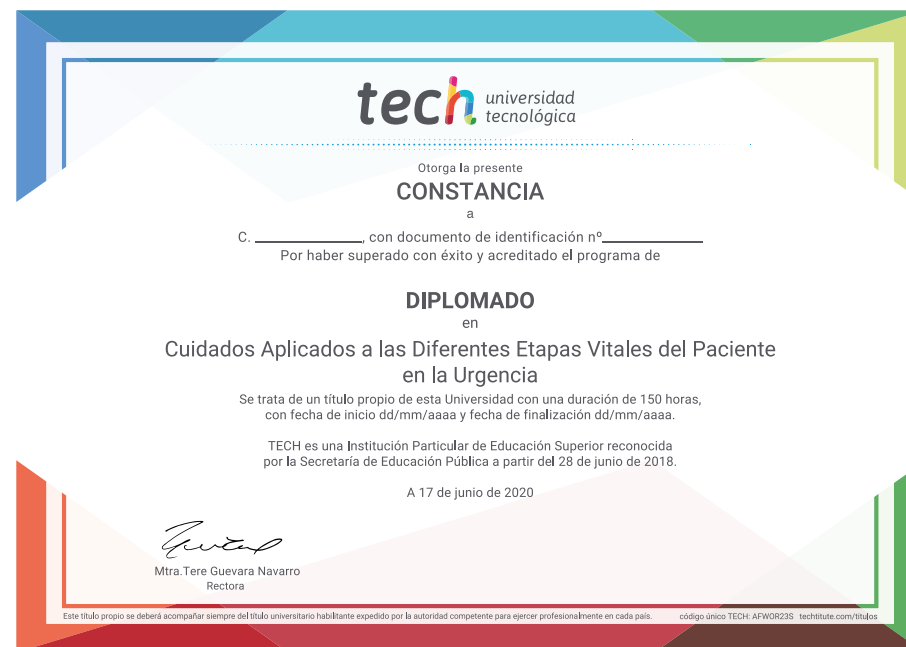 tech universidad
tecnológica
Otorga la presente
CONSTANCIA
a
C. ____________, con documento de identificación nº____________
Por haber superado con éxito y acreditado el programa de
DIPLOMADO
en
Cuidados Aplicados a las Diferentes Etapas Vitales del Paciente
en la Urgencia
Se trata de un título propio de esta Universidad con una duración de 150 horas,
con fecha de inicio dd/mm/aaaa y fecha de finalización dd/mm/aaaa.
TECH es una Institución Particular de Educación Superior reconocida
por la Secretaría de Educación Pública a partir del 28 de junio de 2018.
A 17 de junio de 2020
Mtra.Tere Guevara Navarro
Rectora
Este título propio se deberá acompañar siempre del título universitario habilitante expedido por la autoridad competente para ejercer profesionalmente en cada país. código único TECH: AFWOR23S techtitute.com/titulos